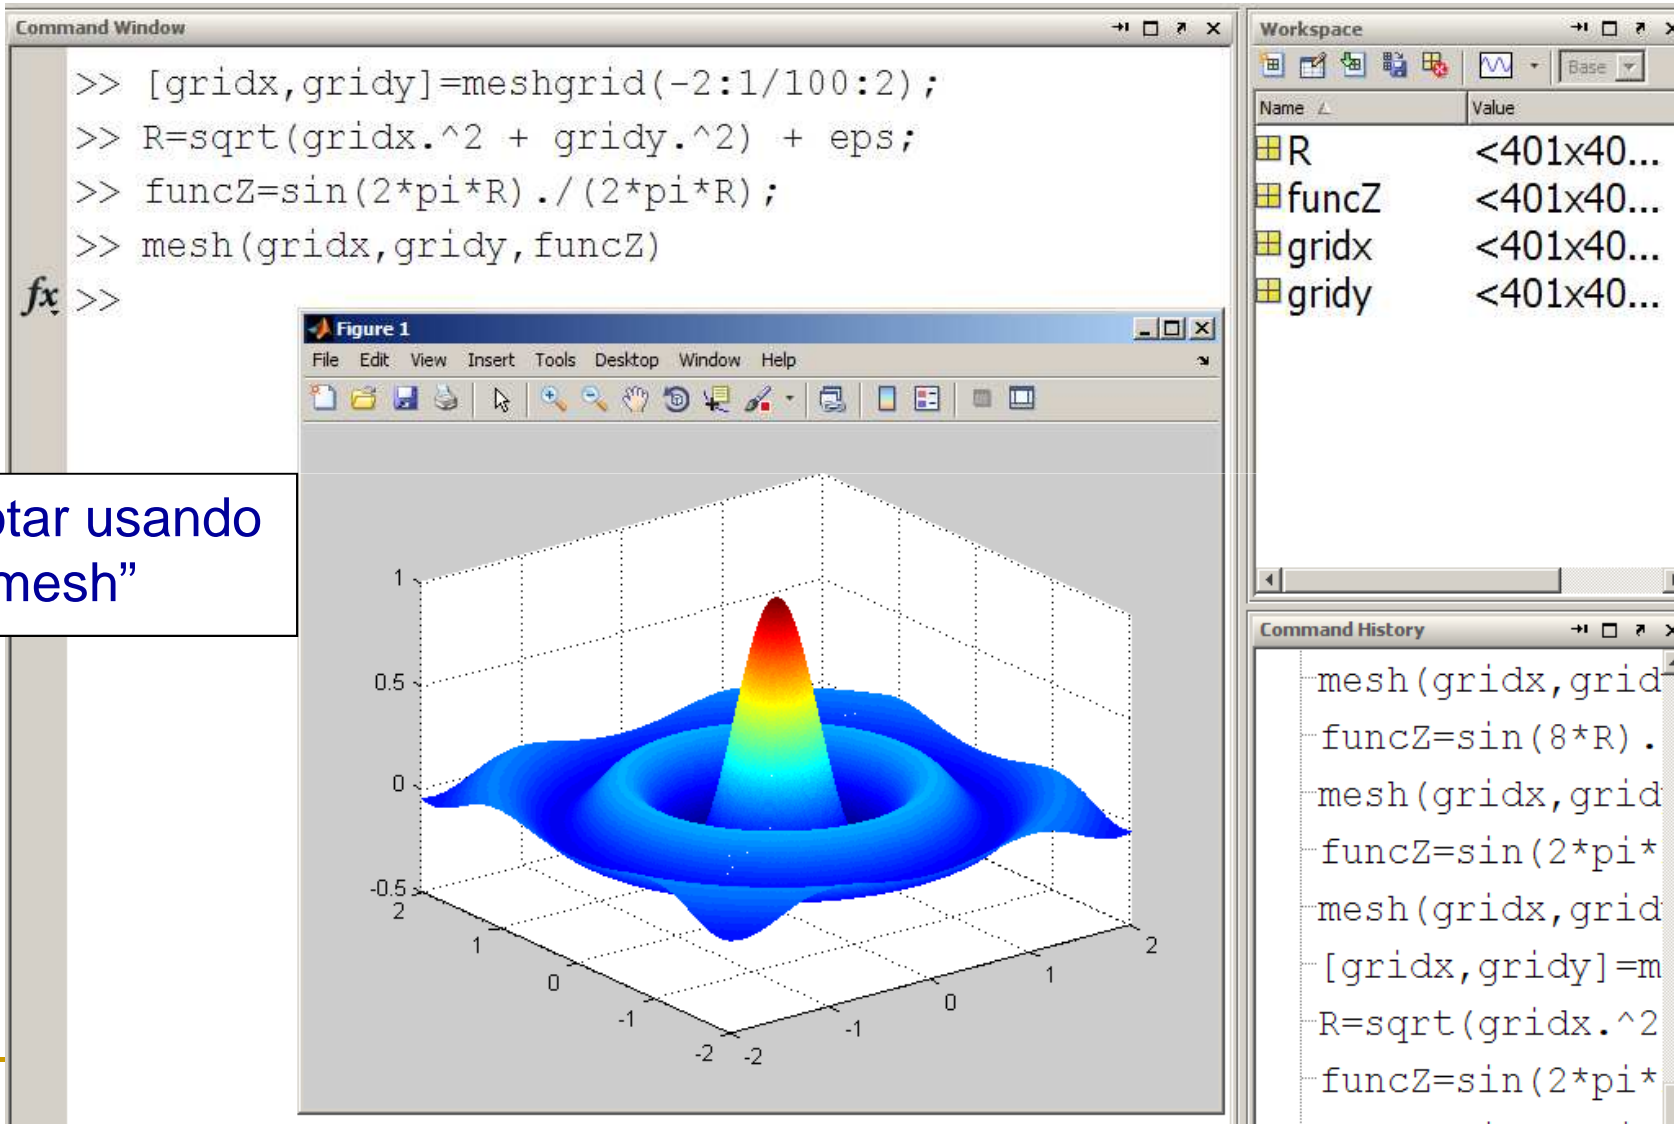 Command Window
>> [gridx,gridy]=meshgrid(-2:1/100:2);
>> R=sqrt(gridx.^2 + gridy.^2) + eps;
>> funcZ=sin(2*pi*R)./(2*pi*R);
>> mesh(gridx,gridy,funcZ)
fx >>
otar usando
mesh”
Figure 1
File Edit View Insert Tools Desktop Window Help
1
0.5
0
-0.5
2
1
0
-1
-2
-2
-1
0
1
2
Workspace
Base
Name Value
R <401x40...
funcZ <401x40...
gridx <401x40...
gridy <401x40...
Command History
mesh(gridx,grid
funcZ=sin(8*R).
mesh(gridx,grid
funcZ=sin(2*pi*
mesh(gridx,grid
[gridx,gridy]=m
R=sqrt(gridx.^2
funcZ=sin(2*pi*